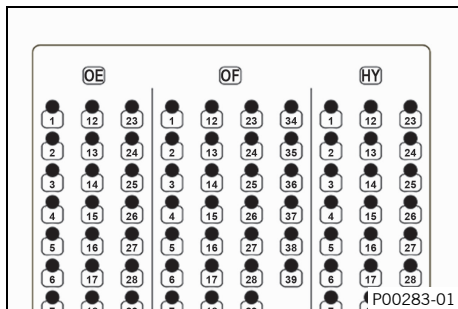 OE OF HY
1 12 23 1 12 23 34 1 12 23
2 13 24 2 13 24 35 2 13 24
3 14 25 3 14 25 36 3 14 25
4 15 26 4 15 26 37 4 15 26
5 16 27 5 16 27 38 5 16 27
6 17 28 6 17 28 39 6 17 28
P00283-01